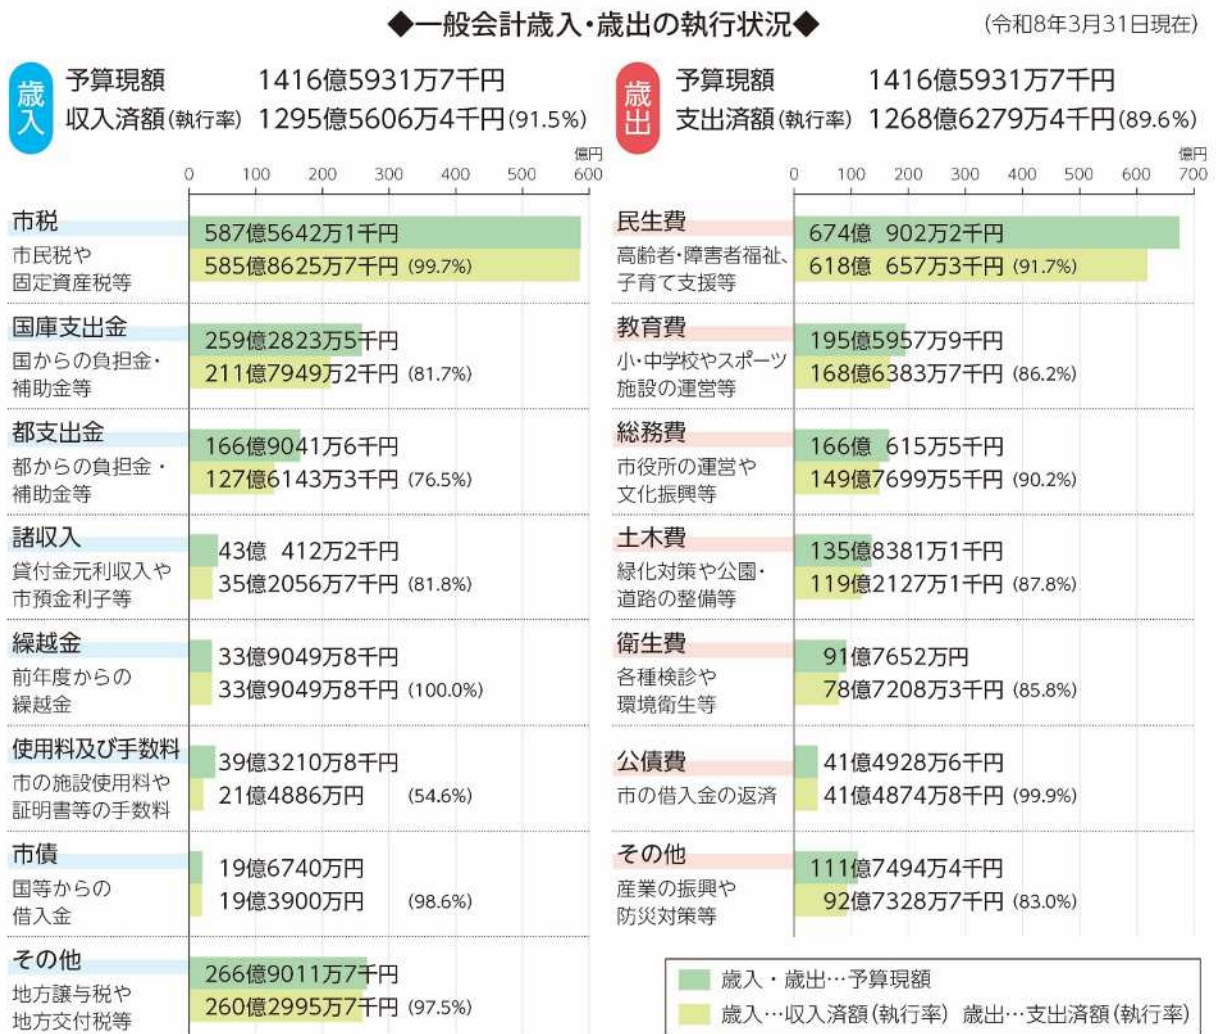 ◆一般会計歳入・歳出の執行状況◆
(令和8年3月31日現在)
歳入
予算現額 1416億5931万7千円
収入済額(執行率) 1295億5606万4千円(91.5%)
億円
0 100 200 300 400 500 600
市税
市民税や
固定資産税等
587億5642万1千円
585億8625万7千円 (99.7%)
国庫支出金
国からの負担金・
補助金等
259億2823万5千円
211億7949万2千円 (81.7%)
都支出金
都からの負担金・
補助金等
166億9041万6千円
127億6143万3千円 (76.5%)
諸収入
貸付金元利収入や
市預金利子等
43億 412万2千円
35億2056万7千円 (81.8%)
繰越金
前年度からの
繰越金
33億9049万8千円
33億9049万8千円 (100.0%)
使用料及び手数料
市の施設使用料や
証明書等の手数料
39億3210万8千円
21億4886万円 (54.6%)
市債
国等からの
借入金
19億6740万円
19億3900万円 (98.6%)
その他
地方譲与税や
地方交付税等
266億9011万7千円
260億2995万7千円 (97.5%)
歳出
予算現額 1416億5931万7千円
支出済額(執行率) 1268億6279万4千円(89.6%)
億円
0 100 200 300 400 500 600 700
民生費
高齢者・障害者福祉、
子育て支援等
674億 902万2千円
618億 657万3千円 (91.7%)
教育費
小・中学校やスポーツ
施設の運営等
195億5957万9千円
168億6383万7千円 (86.2%)
総務費
市役所の運営や
文化振興等
166億 615万5千円
149億7699万5千円 (90.2%)
土木費
緑化対策や公園・
道路の整備等
135億8381万1千円
119億2127万1千円 (87.8%)
衛生費
各種検診や
環境衛生等
91億7652万円
78億7208万3千円 (85.8%)
公債費
市の借入金の返済
41億4928万6千円
41億4874万8千円 (99.9%)
その他
産業の振興や
防災対策等
111億7494万4千円
92億7328万7千円 (83.0%)
歳入・歳出…予算現額
歳入…収入済額(執行率) 歳出…支出済額(執行率)